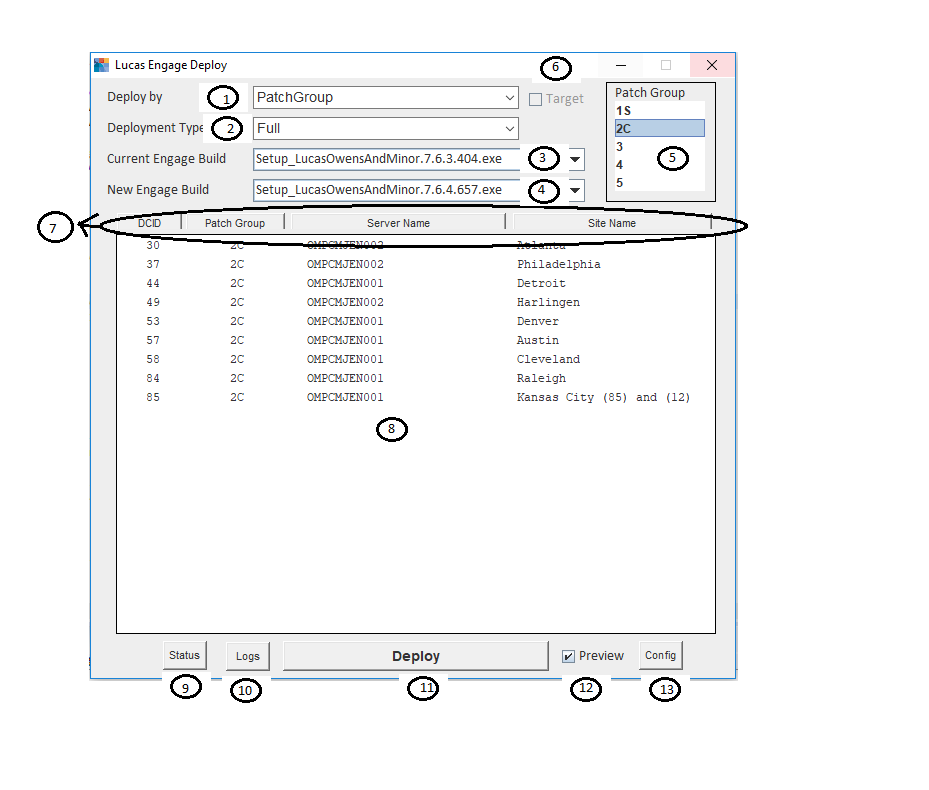 Lucas Engage Deploy
6
Deploy by 1 PatchGroup Target
Patch Group
1S
2C
3
4
5
5
Deployment Type 2 Full
Current Engage Build Setup_LucasOwensAndMinor.7.6.3.404.exe 3
New Engage Build Setup_LucasOwensAndMinor.7.6.4.657.exe 4
7 DCID Patch Group Server Name Site Name
30 2C OMPCMJEN002 Atlanta
37 2C OMPCMJEN002 Philadelphia
44 2C OMPCMJEN001 Detroit
49 2C OMPCMJEN002 Harlingen
53 2C OMPCMJEN001 Denver
57 2C OMPCMJEN001 Austin
58 2C OMPCMJEN001 Cleveland
84 2C OMPCMJEN001 Raleigh
85 2C OMPCMJEN001 Kansas City (85) and (12)
8
Status Logs Deploy Preview Config
9 10 11 12 13